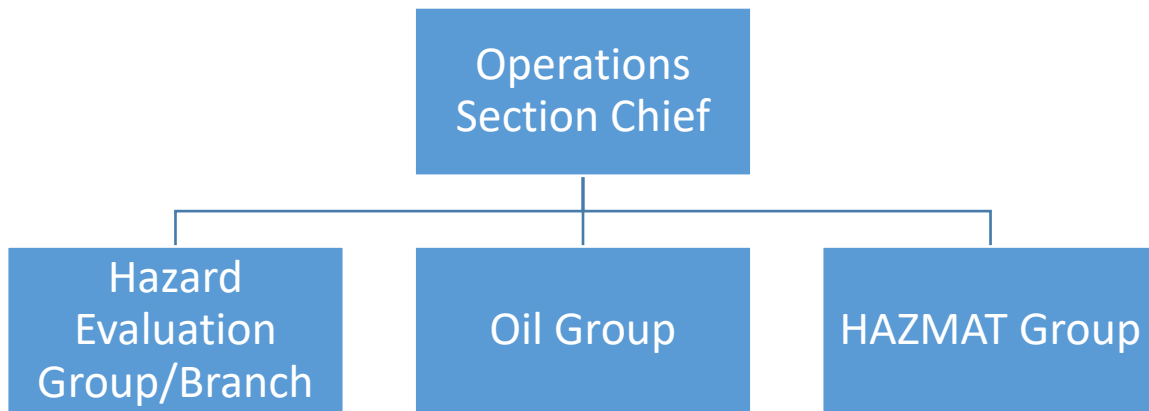 Operations
Section Chief
Hazard
Evaluation
Group/Branch
Oil Group
HAZMAT Group